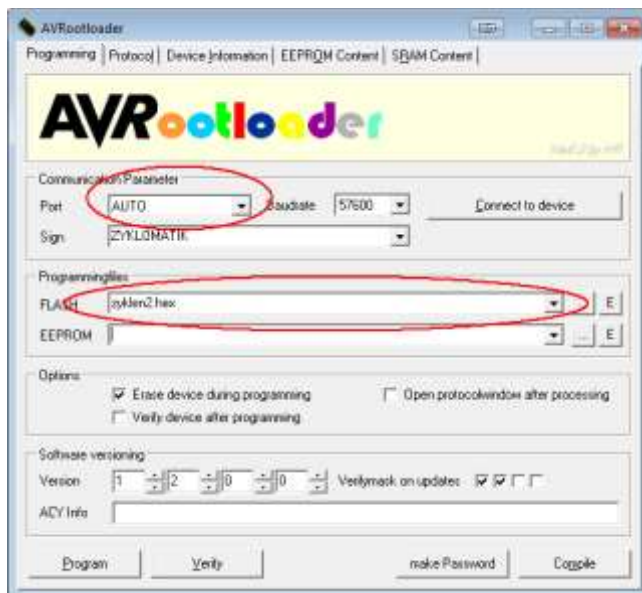 AVRootloader
Programming Protocol Device Information EEPROM Content SRAM Content
AVRootloader
Communication Parameter
Port AUTO Baudrate 57600 Connect to device
Sign ZYKLOMATIK
Programmingfiles
FLASH zyklen2.hex E
EEPROM ... E
Options
Erase device during programming Open protocolwindow after processing
Verify device after programming
Software versioning
Version 1 2 0 0 Verifymask on updates
ACY Info
Program Verify make Password Compile